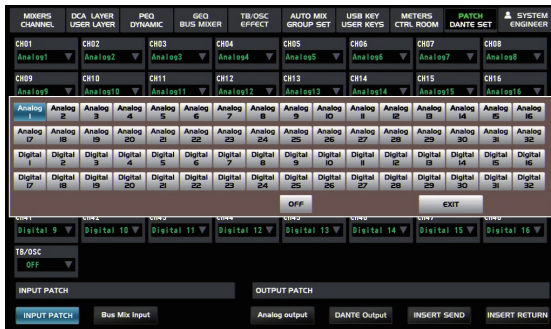 MIXERS DCA LAYER PEQ GEQ TB/OSC AUTO MIX USB KEY METERS PATCH SYSTEM
CHANNEL USER LAYER DYNAMIC BUS MIXER EFFECT GROUP SET USER KEYS CTRL ROOM DANTE SET ENGINEER
CH01 CH02 CH03 CH04 CH05 CH06 CH07 CH08
Analog1 Analog2 Analog3 Analog4 Analog5 Analog6 Analog7 Analog8
CH09 CH10 CH11 CH12 CH13 CH14 CH15 CH16
Analog9 Analog10 Analog11 Analog12 Analog13 Analog14 Analog15 Analog16
Analog Analog Analog Analog Analog Analog Analog Analog Analog Analog Analog Analog Analog Analog Analog Analog
1 2 3 4 5 6 7 8 9 10 11 12 13 14 15 16
Analog Analog Analog Analog Analog Analog Analog Analog Analog Analog Analog Analog Analog Analog Analog Analog
17 18 19 20 21 22 23 24 25 26 27 28 29 30 31 32
Digital Digital Digital Digital Digital Digital Digital Digital Digital Digital Digital Digital Digital Digital Digital Digital
1 2 3 4 5 6 7 8 9 10 11 12 13 14 15 16
Digital Digital Digital Digital Digital Digital Digital Digital Digital Digital Digital Digital Digital Digital Digital Digital
17 18 19 20 21 22 23 24 25 26 27 28 29 30 31 32
OFF EXIT
Digital 9 Digital 10 Digital 11 Digital 12 Digital 13 Digital 14 Digital 15 Digital 16
TB/OSC
OFF
INPUT PATCH OUTPUT PATCH
INPUT PATCH Bus Mix Input Analog output DANTE Output INSERT SEND INSERT RETURN